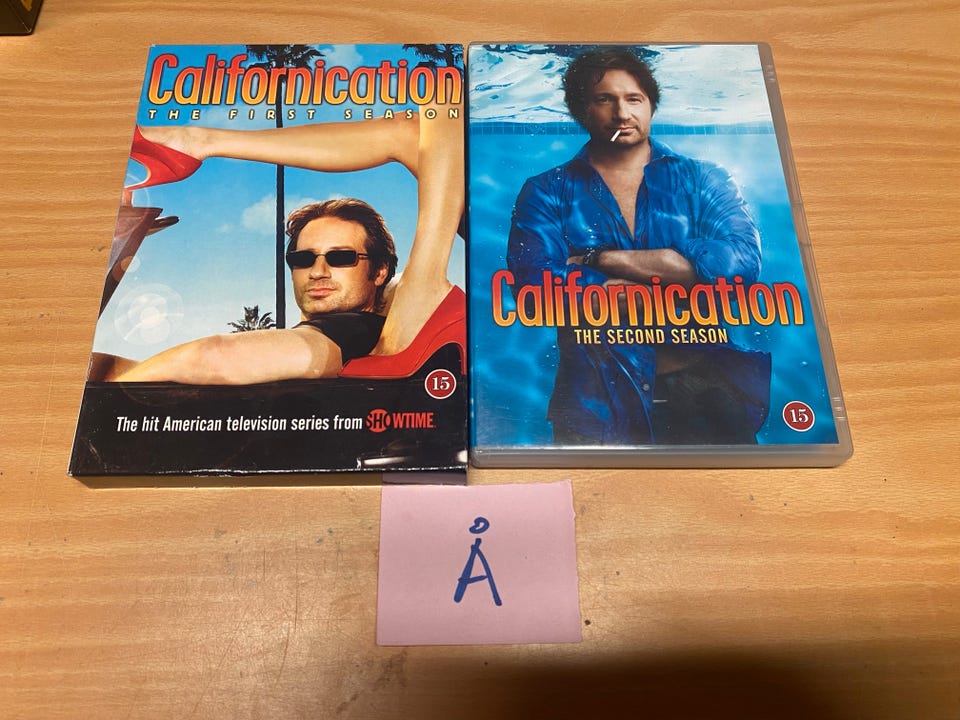 Californication
THE FIRST SEASON
15
The hit American television series from SHOWTIME
Californication
THE SECOND SEASON
15
Å